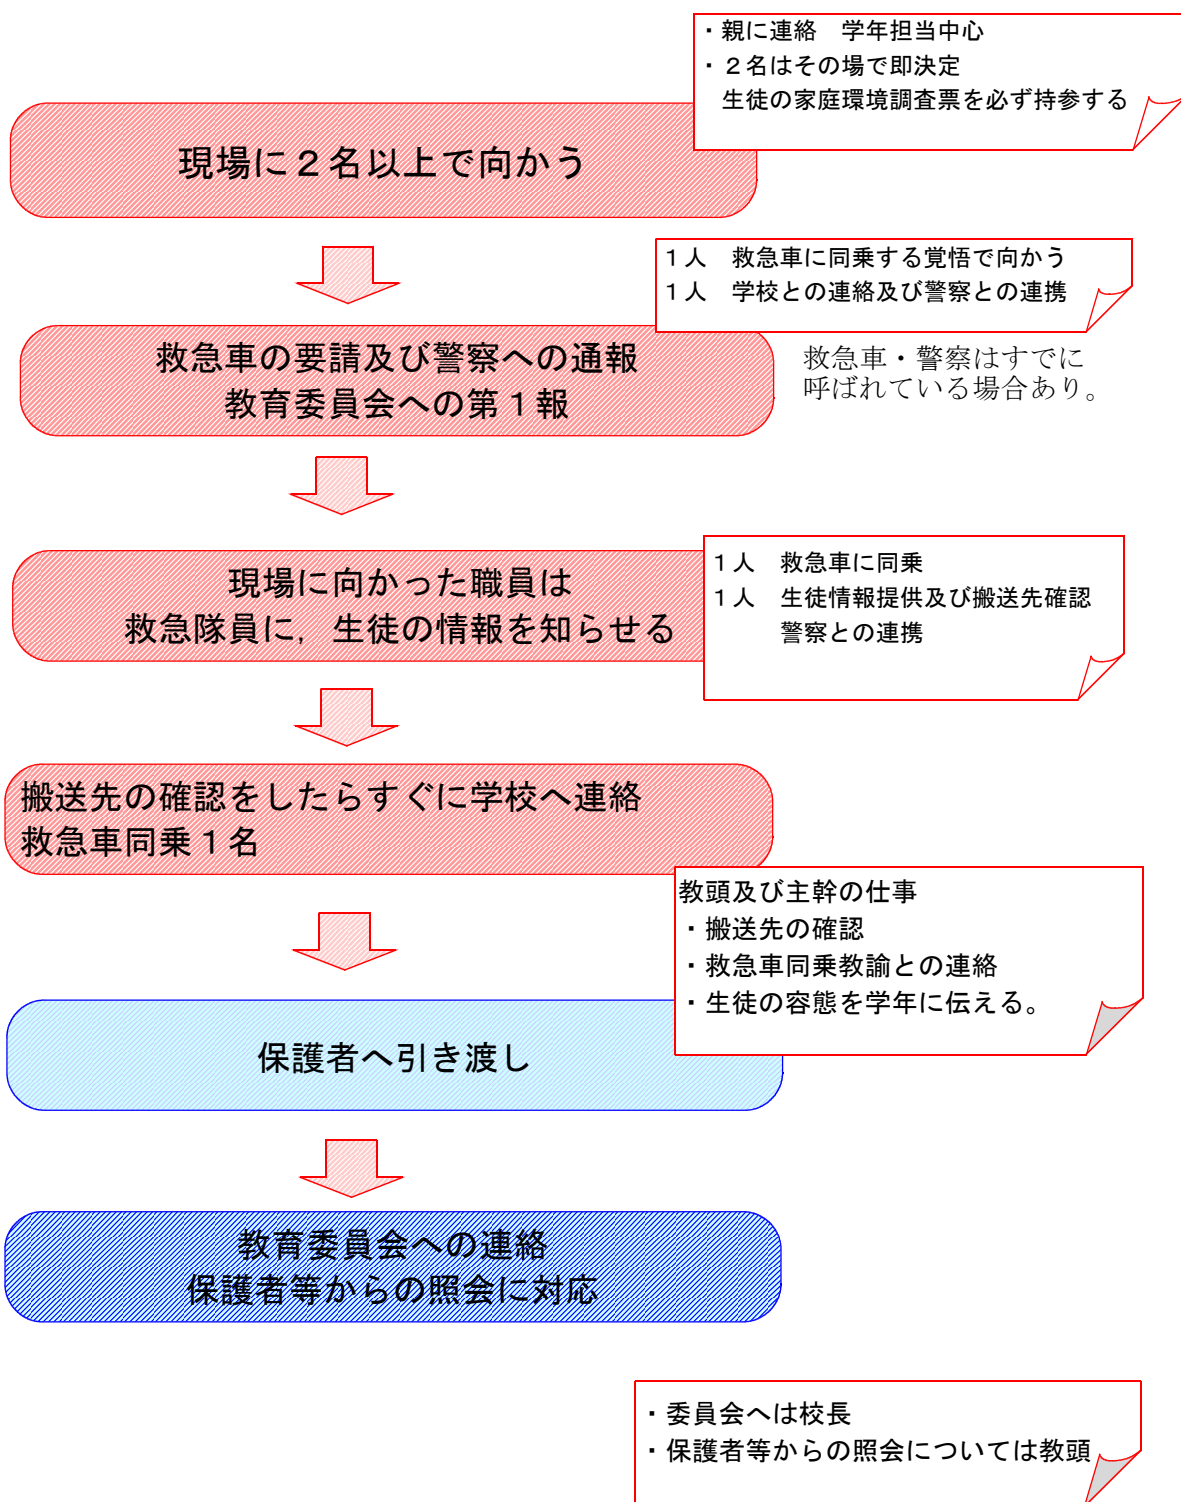 ・親に連絡　学年担当中心
・２名はその場で即決定
生徒の家庭環境調査票を必ず持参する
現場に２名以上で向かう
１人　救急車に同乗する覚悟で向かう
１人　学校との連絡及び警察との連携
救急車の要請及び警察への通報
教育委員会への第１報
救急車・警察はすでに
呼ばれている場合あり。
現場に向かった職員は
救急隊員に，生徒の情報を知らせる
１人　救急車に同乗
１人　生徒情報提供及び搬送先確認
警察との連携
搬送先の確認をしたらすぐに学校へ連絡
救急車同乗１名
教頭及び主幹の仕事
・搬送先の確認
・救急車同乗教諭との連絡
・生徒の容態を学年に伝える。
保護者へ引き渡し
教育委員会への連絡
保護者等からの照会に対応
・委員会へは校長
・保護者等からの照会については教頭